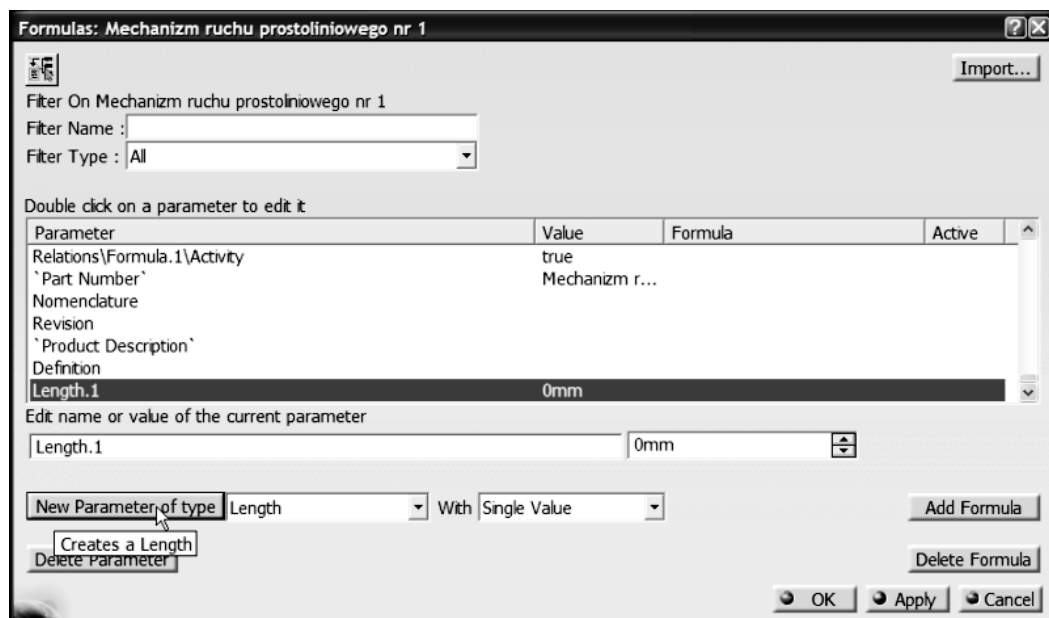 Formulas: Mechanizm ruchu prostoliniowego nr 1
Import...
Filter On Mechanizm ruchu prostoliniowego nr 1
Filter Name :
Filter Type : All
Double click on a parameter to edit it
Parameter Value Formula Active
Relations\Formula.1\Activity true
`Part Number` Mechanizm r...
Nomenclature
Revision
`Product Description`
Definition
Length.1 0mm
Edit name or value of the current parameter
Length.1 0mm
New Parameter of type Length With Single Value Add Formula
Creates a Length
Delete Parameter Delete Formula
OK Apply Cancel